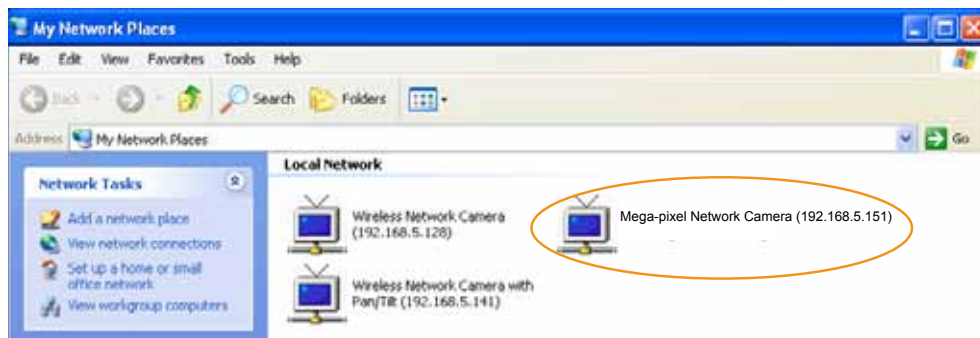 My Network Places
File Edit View Favorites Tools Help
Back Search Folders
Address My Network Places Go
Local Network
Network Tasks
Add a network place
View network connections
Set up a home or small
office network
View workgroup computers
Wireless Network Camera
(192.168.5.128)
Mega-pixel Network Camera (192.168.5.151)
Wireless Network Camera with
Pan/Tilt (192.168.5.141)